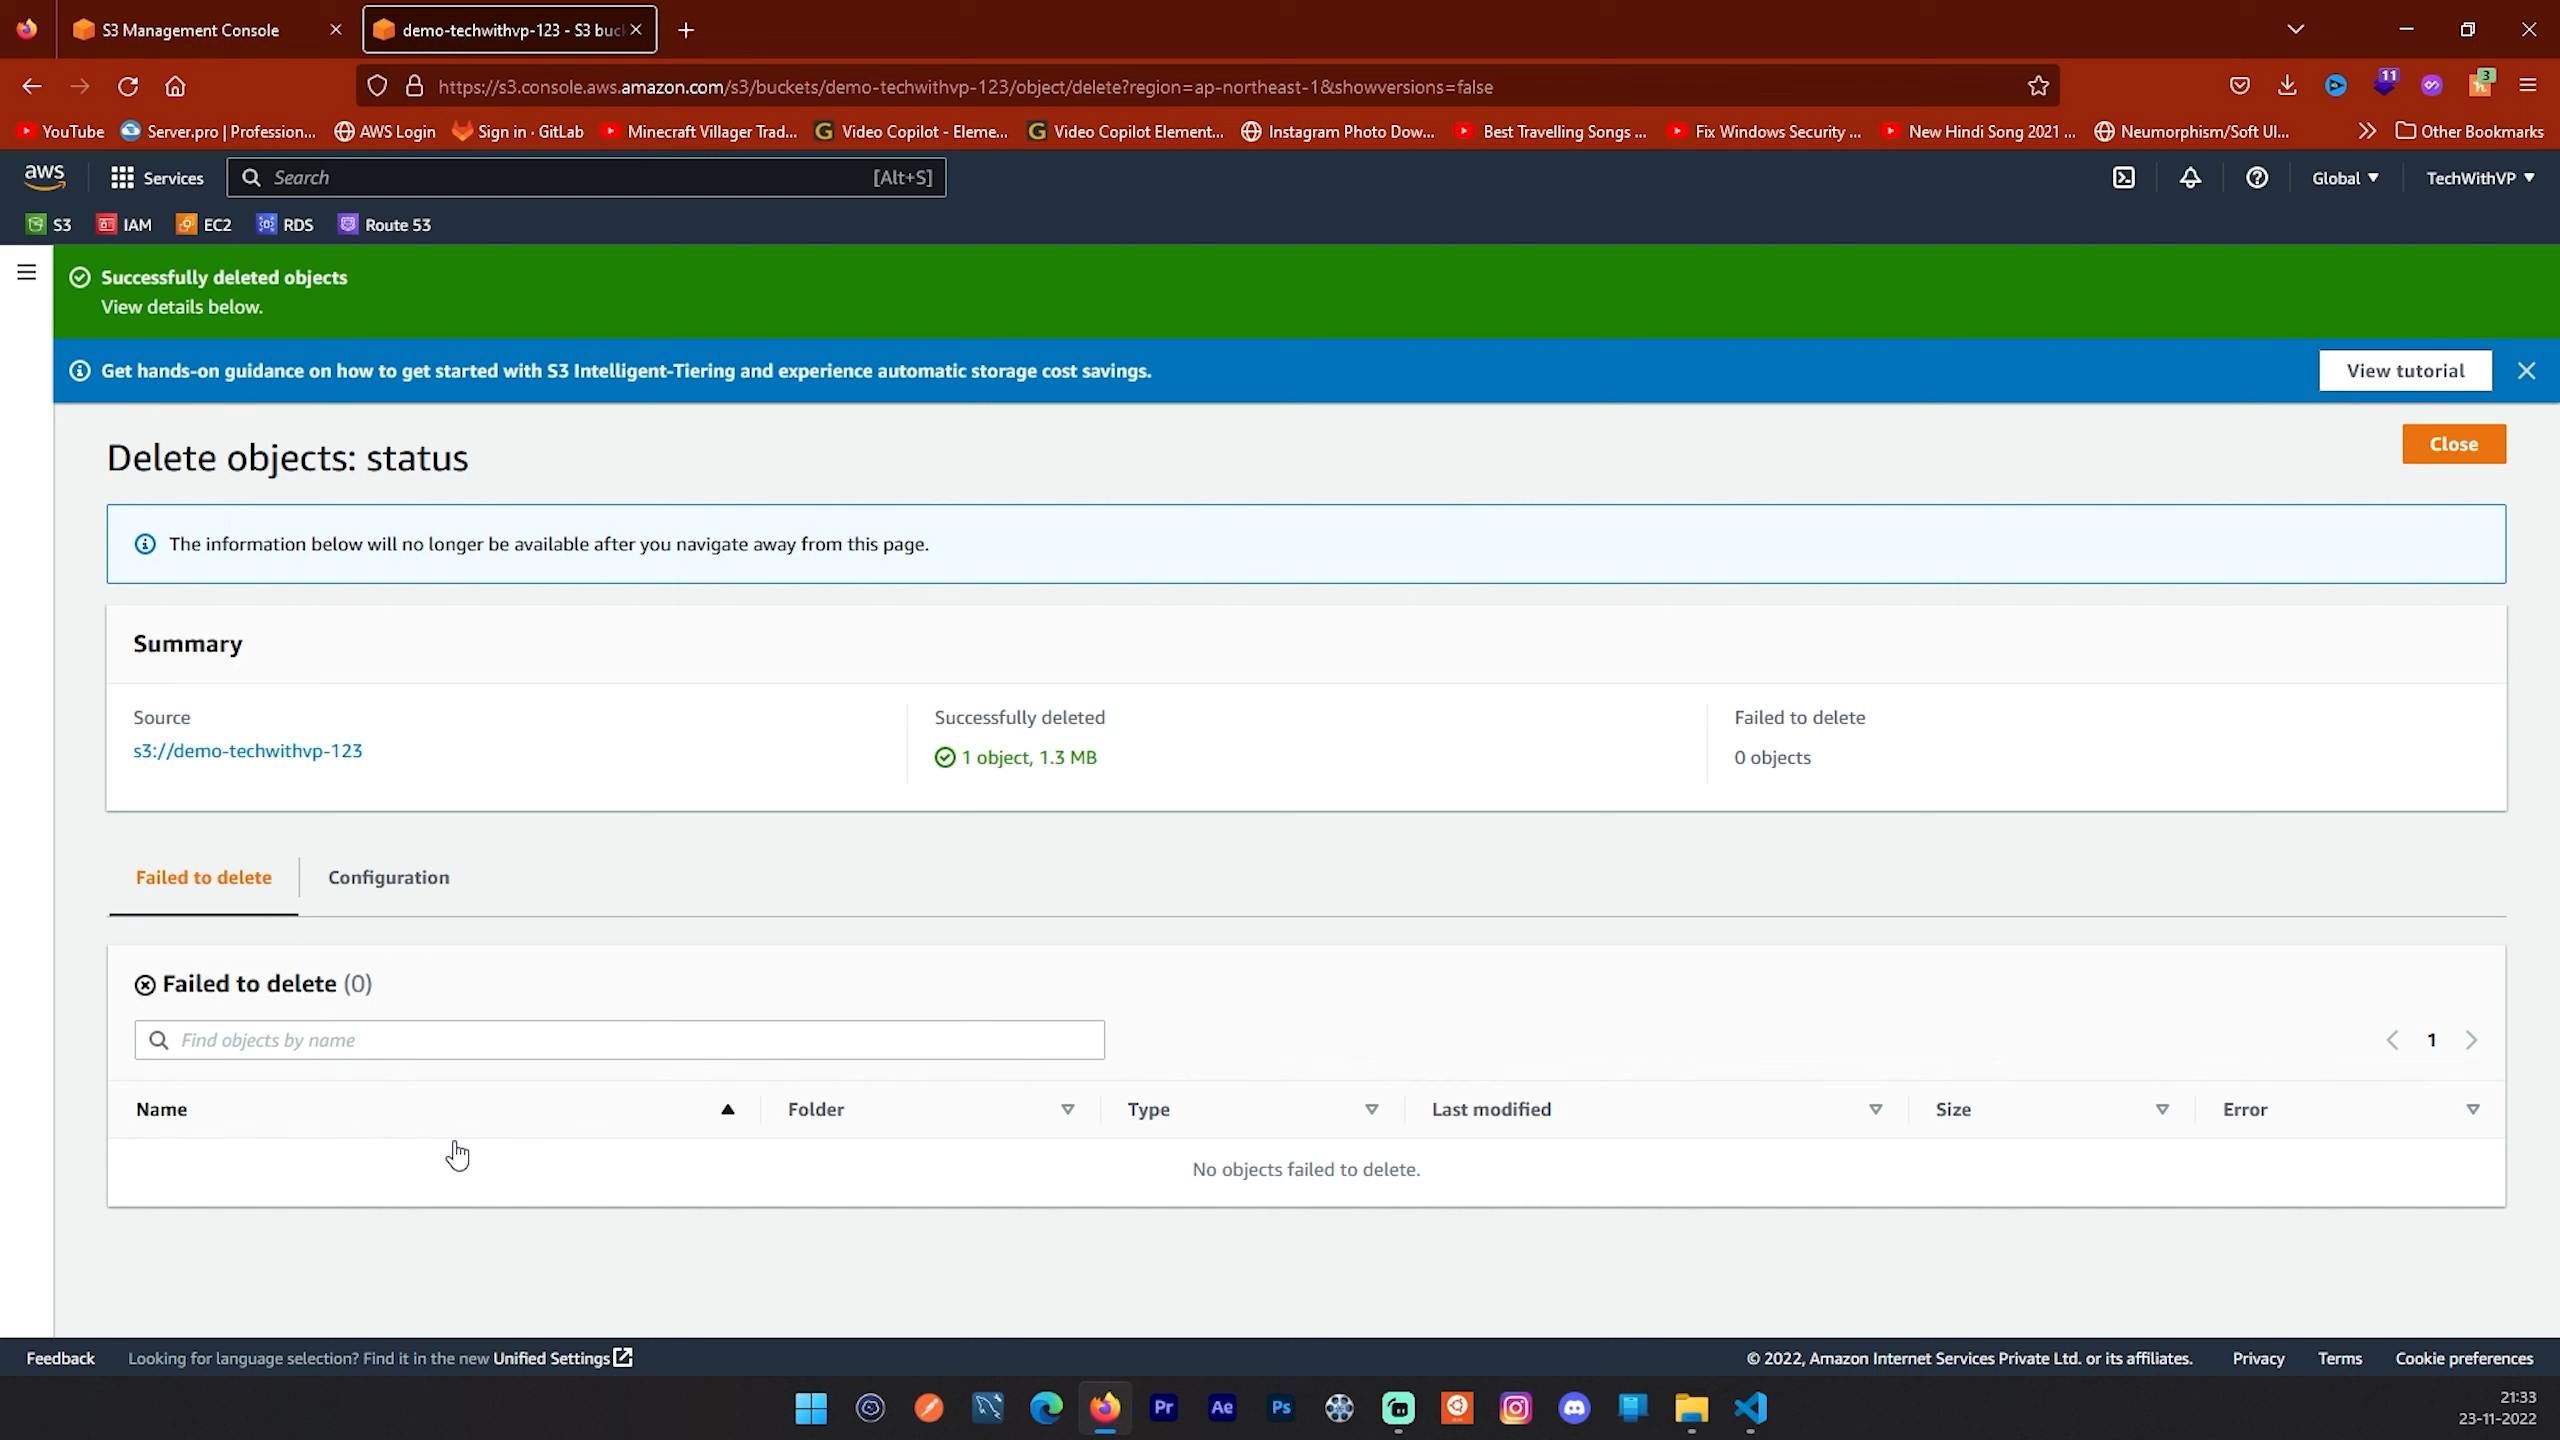 S3 Management Console
demo-techwithvp-123 - S3 buc
https://s3.console.aws.amazon.com/s3/buckets/demo-techwithvp-123/object/delete?region=ap-northeast-1&showversions=false
11
3
YouTube
Server.pro | Profession...
AWS Login
Sign in · GitLab
Minecraft Villager Trad...
Video Copilot - Eleme...
Video Copilot Element...
Instagram Photo Dow...
Best Travelling Songs ...
Fix Windows Security ...
New Hindi Song 2021 ...
Neumorphism/Soft UI...
Other Bookmarks
aws
Services
Search
[Alt+S]
Global
TechWithVP
S3
IAM
EC2
RDS
Route 53
Successfully deleted objects
View details below.
Get hands-on guidance on how to get started with S3 Intelligent-Tiering and experience automatic storage cost savings.
View tutorial
Delete objects: status
Close
The information below will no longer be available after you navigate away from this page.
Summary
Source
s3://demo-techwithvp-123
Successfully deleted
1 object, 1.3 MB
Failed to delete
0 objects
Failed to delete
Configuration
Failed to delete (0)
Find objects by name
1
Name
Folder
Type
Last modified
Size
Error
No objects failed to delete.
Feedback
Looking for language selection? Find it in the new Unified Settings
© 2022, Amazon Internet Services Private Ltd. or its affiliates.
Privacy
Terms
Cookie preferences
Pr
Ae
Ps
21:33
23-11-2022